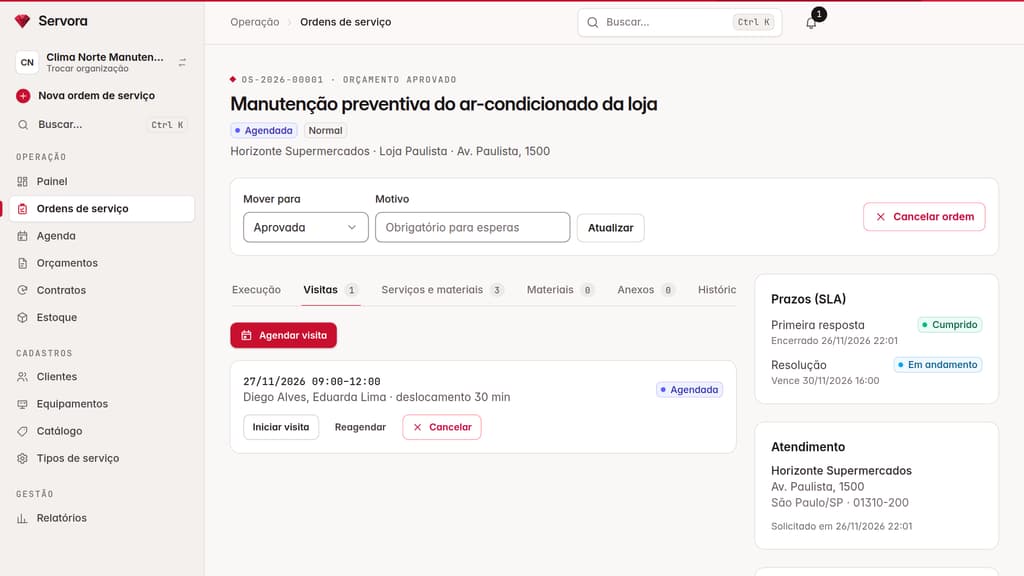 Servora
CN
Clima Norte Manuten...
Trocar organização
Nova ordem de serviço
Buscar...
Ctrl K
OPERAÇÃO
Painel
Ordens de serviço
Agenda
Orçamentos
Contratos
Estoque
CADASTROS
Clientes
Equipamentos
Catálogo
Tipos de serviço
GESTÃO
Relatórios
Operação
Ordens de serviço
Buscar...
Ctrl K
1
OS-2026-00001 · ORÇAMENTO APROVADO
Manutenção preventiva do ar-condicionado da loja
Agendada
Normal
Horizonte Supermercados · Loja Paulista · Av. Paulista, 1500
Mover para
Motivo
Aprovada
Obrigatório para esperas
Atualizar
Cancelar ordem
Execução
Visitas 1
Serviços e materiais 3
Materiais 0
Anexos 0
Históric
Agendar visita
27/11/2026 09:00–12:00
Diego Alves, Eduarda Lima · deslocamento 30 min
Agendada
Iniciar visita
Reagendar
Cancelar
Prazos (SLA)
Primeira resposta
Cumprido
Encerrado 26/11/2026 22:01
Resolução
Em andamento
Vence 30/11/2026 16:00
Atendimento
Horizonte Supermercados
Av. Paulista, 1500
São Paulo/SP · 01310-200
Solicitado em 26/11/2026 22:01